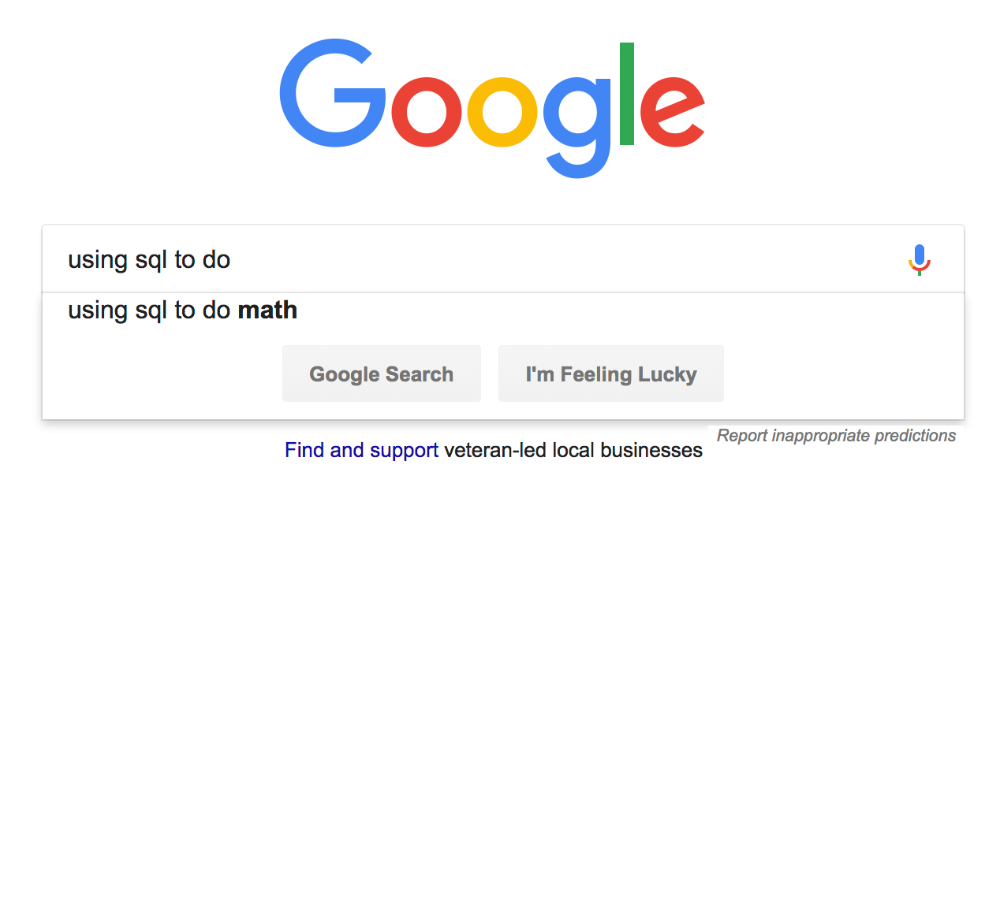 Google
using sql to do
using sql to do math
Google Search
I'm Feeling Lucky
Report inappropriate predictions
Find and support veteran-led local businesses